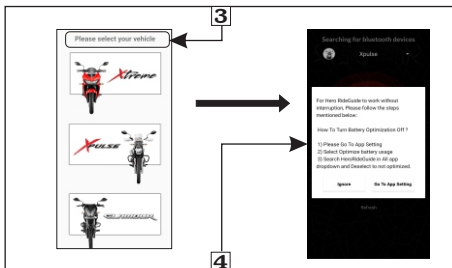 3
Please select your vehicle
Xtreme
XPULSE
GLAMOUR
Searching for bluetooth devices
Xpulse
For Hero RideGuide to work without
interruption, Please follow the steps
mentioned below:
How To Turn Battery Optimization Off ?
1) Please Go To App Setting
2) Select Optimize battery usage
3) Search HeroRideGuide in All app
dropdown and Deselect to not optimized.
Ignore
Go To App Setting
Refresh
4